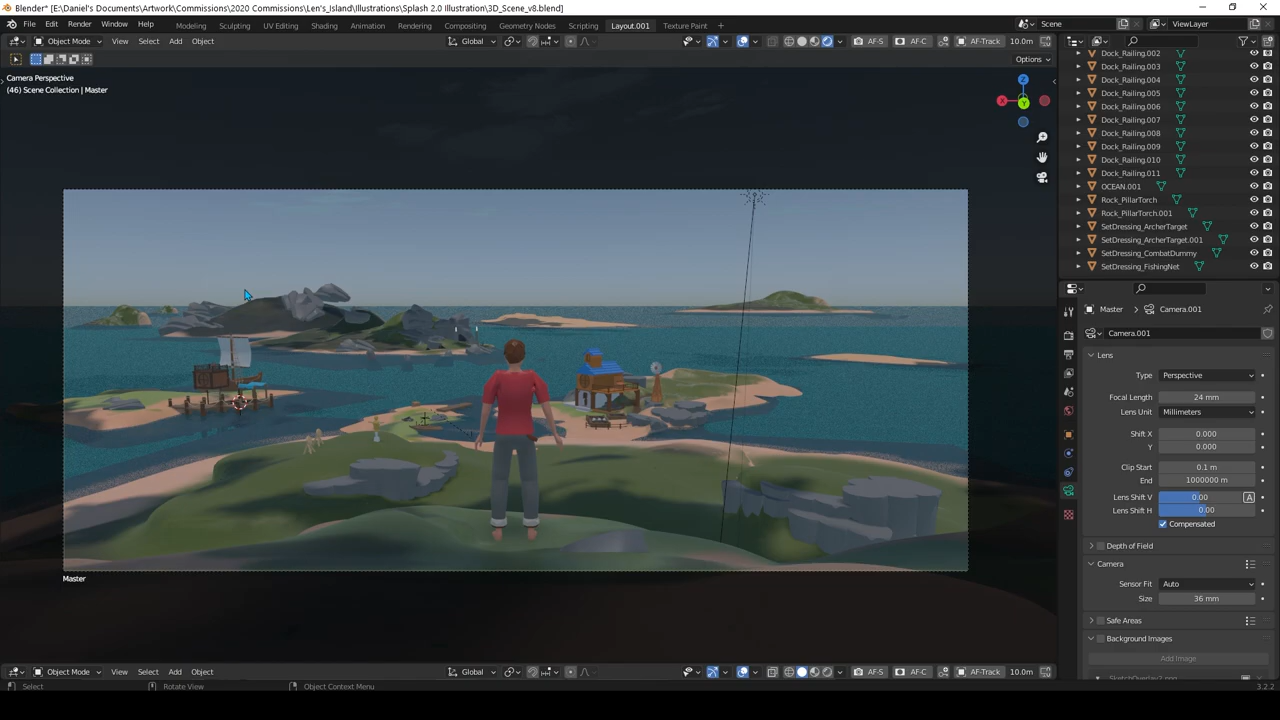 Blender* [E:\Daniel's Documents\Artwork\Commissions\2020 Commissions\Len's_Island\Illustrations\Splash 2.0 Illustration\3D_Scene_v8.blend]
File Edit Render Window Help Modeling Sculpting UV Editing Shading Animation Rendering Compositing Geometry Nodes Scripting Layout.001 Texture Paint + Scene ViewLayer
Object Mode View Select Add Object Global AF-S AF-C AF-Track 10.0m
Options
Camera Perspective
(46) Scene Collection | Master
Z
X
Y
Master
Dock_Railing.002
Dock_Railing.003
Dock_Railing.004
Dock_Railing.005
Dock_Railing.006
Dock_Railing.007
Dock_Railing.008
Dock_Railing.009
Dock_Railing.010
Dock_Railing.011
OCEAN.001
Rock_PillarTorch
Rock_PillarTorch.001
SetDressing_ArcherTarget
SetDressing_ArcherTarget.001
SetDressing_CombatDummy
SetDressing_FishingNet
Master > Camera.001
Camera.001
Lens
Type Perspective
Focal Length 24 mm
Lens Unit Millimeters
Shift X 0.000
Y 0.000
Clip Start 0.1 m
End 1000000 m
Lens Shift V 0.00 A
Lens Shift H 0.00
Compensated
Depth of Field
Camera
Sensor Fit Auto
Size 36 mm
Safe Areas
Background Images
Add Image
Object Mode View Select Add Object Global AF-S AF-C AF-Track 10.0m
Select Rotate View Object Context Menu 3.2.2